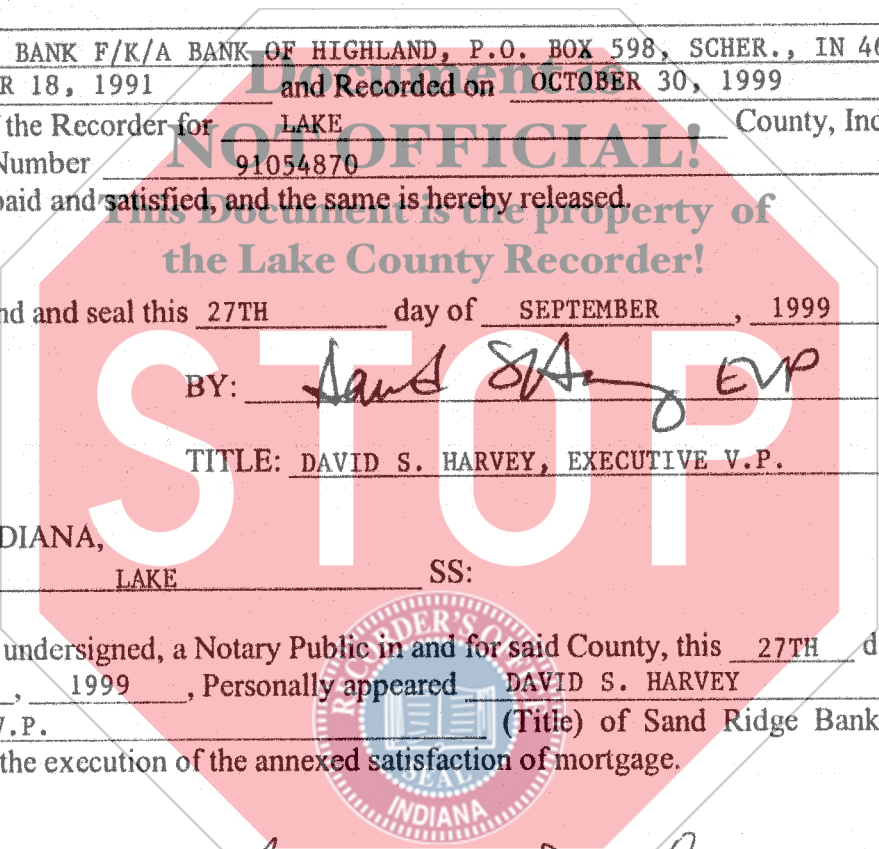 BANK F/K/A BANK OF HIGHLAND, P.O. BOX 598, SCHER., IN 46
R 18, 1991 and Recorded on OCTOBER 30, 1999
the Recorder for LAKE County, Ind
Number 91054870
paid and satisfied, and the same is hereby released.
Document is
NOT OFFICIAL!
This Document is the property of
the Lake County Recorder!
nd and seal this 27TH day of SEPTEMBER, 1999
STOP
BY: David S Harvey EVP
TITLE: DAVID S. HARVEY, EXECUTIVE V.P.
DIANA,
LAKE SS:
undersigned, a Notary Public in and for said County, this 27TH d
, 1999, Personally appeared DAVID S. HARVEY
V.P. (Title) of Sand Ridge Bank
the execution of the annexed satisfaction of mortgage.
RECORDER'S OFFICE
SEAL
INDIANA